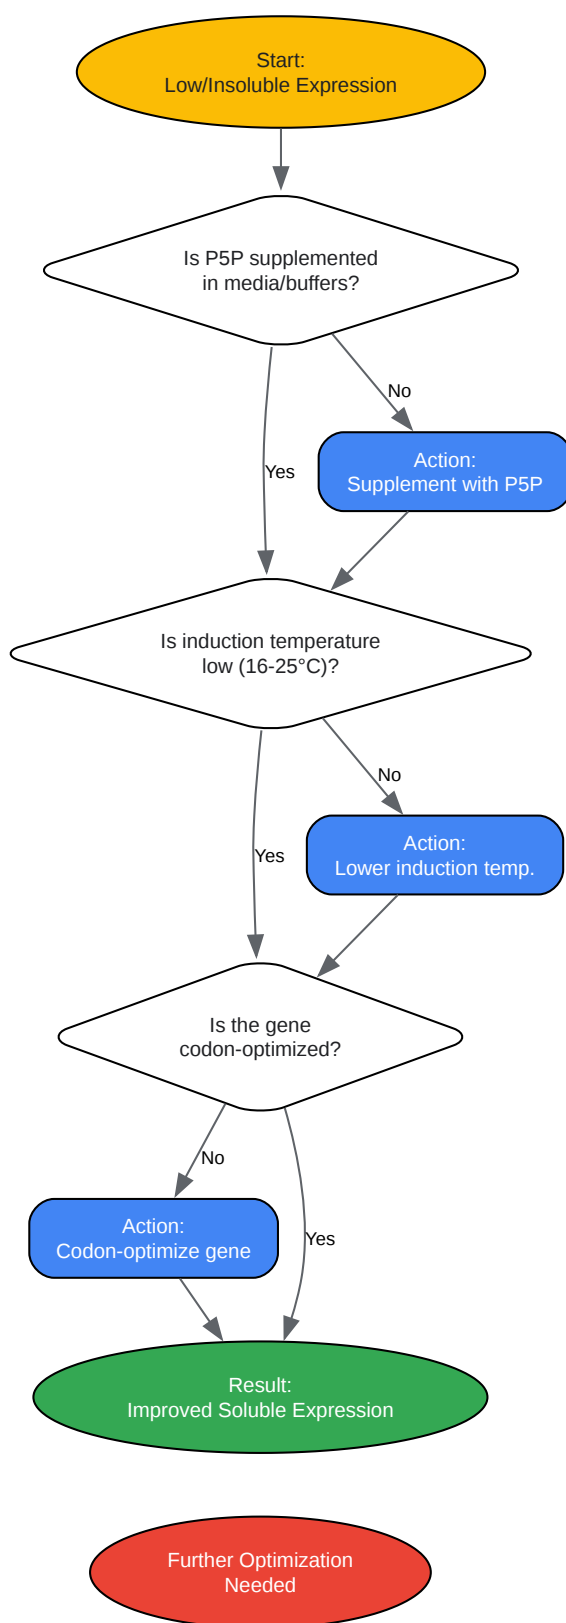 Start:
Low/Insoluble Expression
Is P5P supplemented
in media/buffers?
No
Action:
Supplement with P5P
Yes
Is induction temperature
low (16-25°C)?
No
Action:
Lower induction temp.
Yes
Is the gene
codon-optimized?
No
Action:
Codon-optimize gene
Yes
Result:
Improved Soluble Expression
Further Optimization
Needed